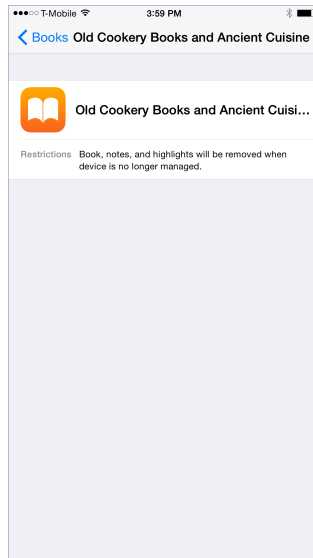 T-Mobile 3:59 PM
Books Old Cookery Books and Ancient Cuisine
Old Cookery Books and Ancient Cuisi...
Restrictions Book, notes, and highlights will be removed when
device is no longer managed.